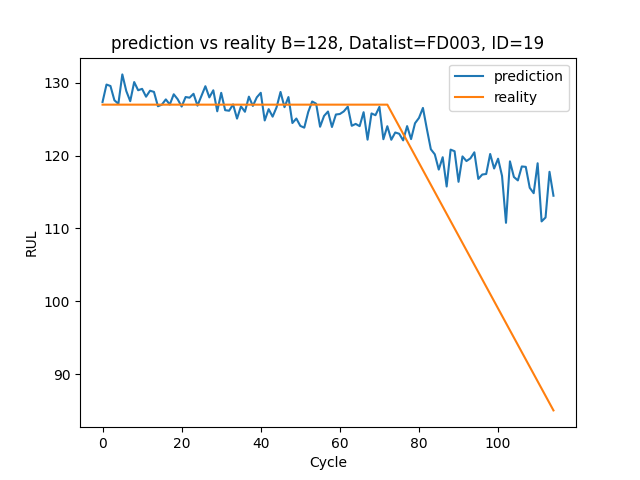 prediction vs reality B=128, Datalist=FD003, ID=19
prediction
reality
130
120
110
100
90
RUL
0 20 40 60 80 100
Cycle